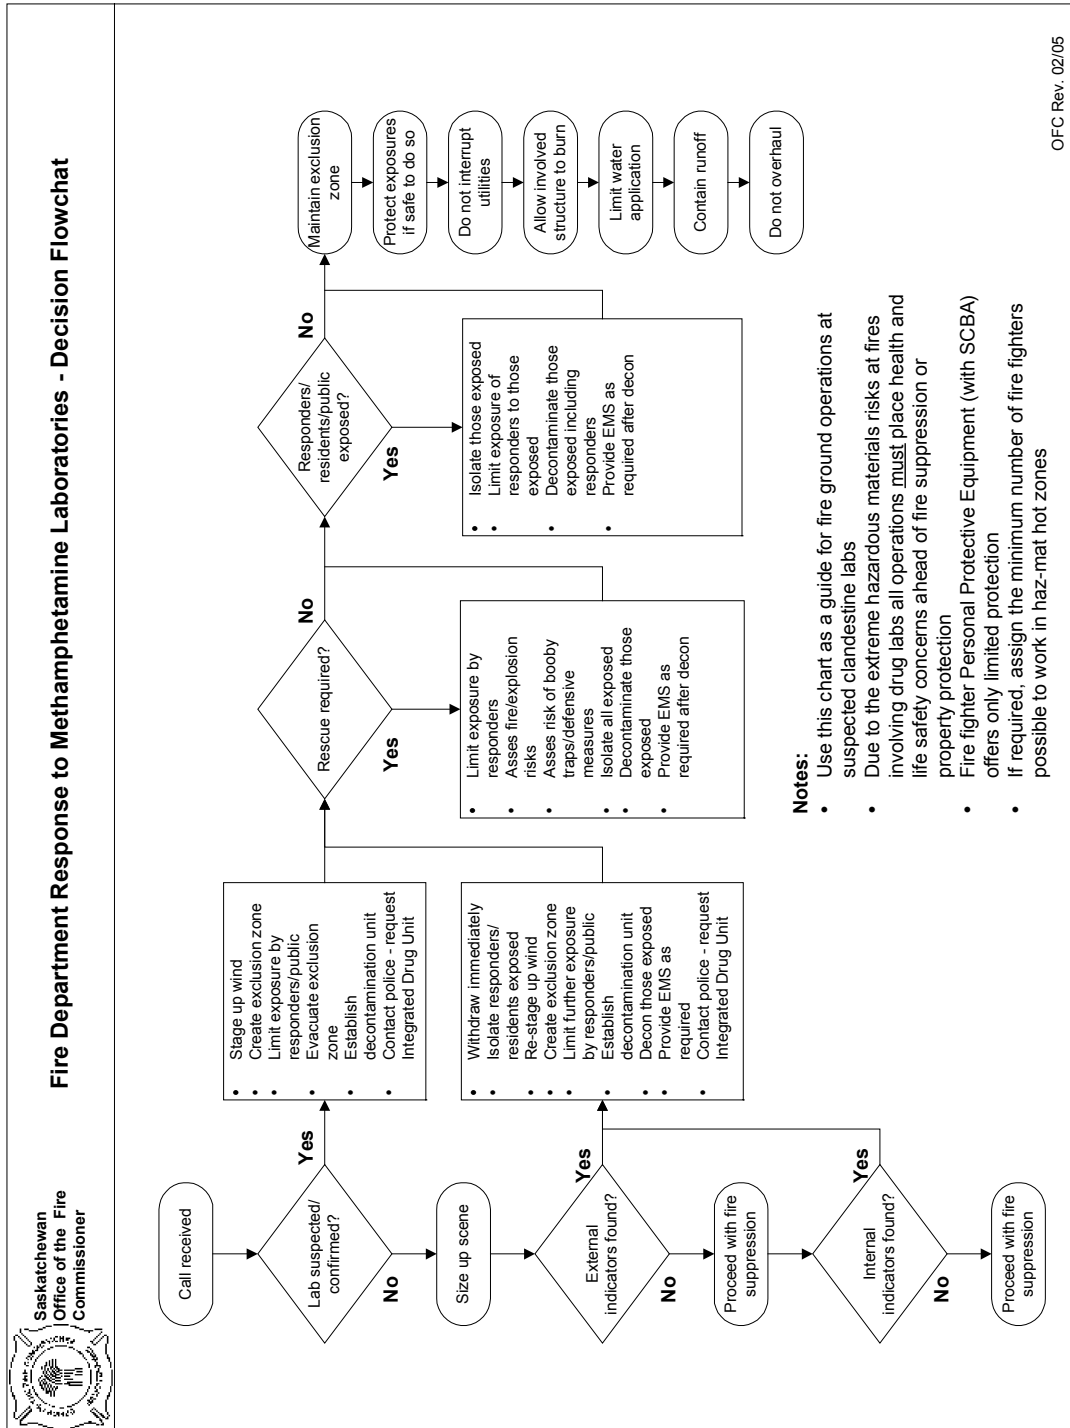 Saskatchewan
Office of the Fire
Commissioner
Fire Department Response to Methamphetamine Laboratories - Decision Flowchat
Call received
Lab suspected/
confirmed?
Yes
No
• Stage up wind
• Create exclusion zone
• Limit exposure by
responders/public
• Evacuate exclusion
zone
• Establish
decontamination unit
• Contact police - request
Integrated Drug Unit
Size up scene
External
indicators found?
Yes
No
• Withdraw immediately
• Isolate responders/
residents exposed
• Re-stage up wind
• Create exclusion zone
• Limit further exposure
by responders/public
• Establish
decontamination unit
• Decon those exposed
• Provide EMS as
required
• Contact police - request
Integrated Drug Unit
Proceed with fire
suppression
Internal
indicators found?
Yes
No
Proceed with fire
suppression
Rescue required?
No
Yes
• Limit exposure by
responders
• Asses fire/explosion
risks
• Asses risk of booby
traps/defensive
measures
• Isolate all exposed
• Decontaminate those
exposed
• Provide EMS as
required after decon
Responders/
residents/public
exposed?
No
Yes
• Isolate those exposed
• Limit exposure of
responders to those
exposed
• Decontaminate those
exposed including
responders
• Provide EMS as
required after decon
Maintain exclusion
zone
Protect exposures
if safe to do so
Do not interrupt
utilities
Allow involved
structure to burn
Limit water
application
Contain runoff
Do not overhaul
Notes:
• Use this chart as a guide for fire ground operations at
suspected clandestine labs
• Due to the extreme hazardous materials risks at fires
involving drug labs all operations must place health and
life safety concerns ahead of fire suppression or
property protection
• Fire fighter Personal Protective Equipment (with SCBA)
offers only limited protection
• If required, assign the minimum number of fire fighters
possible to work in haz-mat hot zones
OFC Rev. 02/05